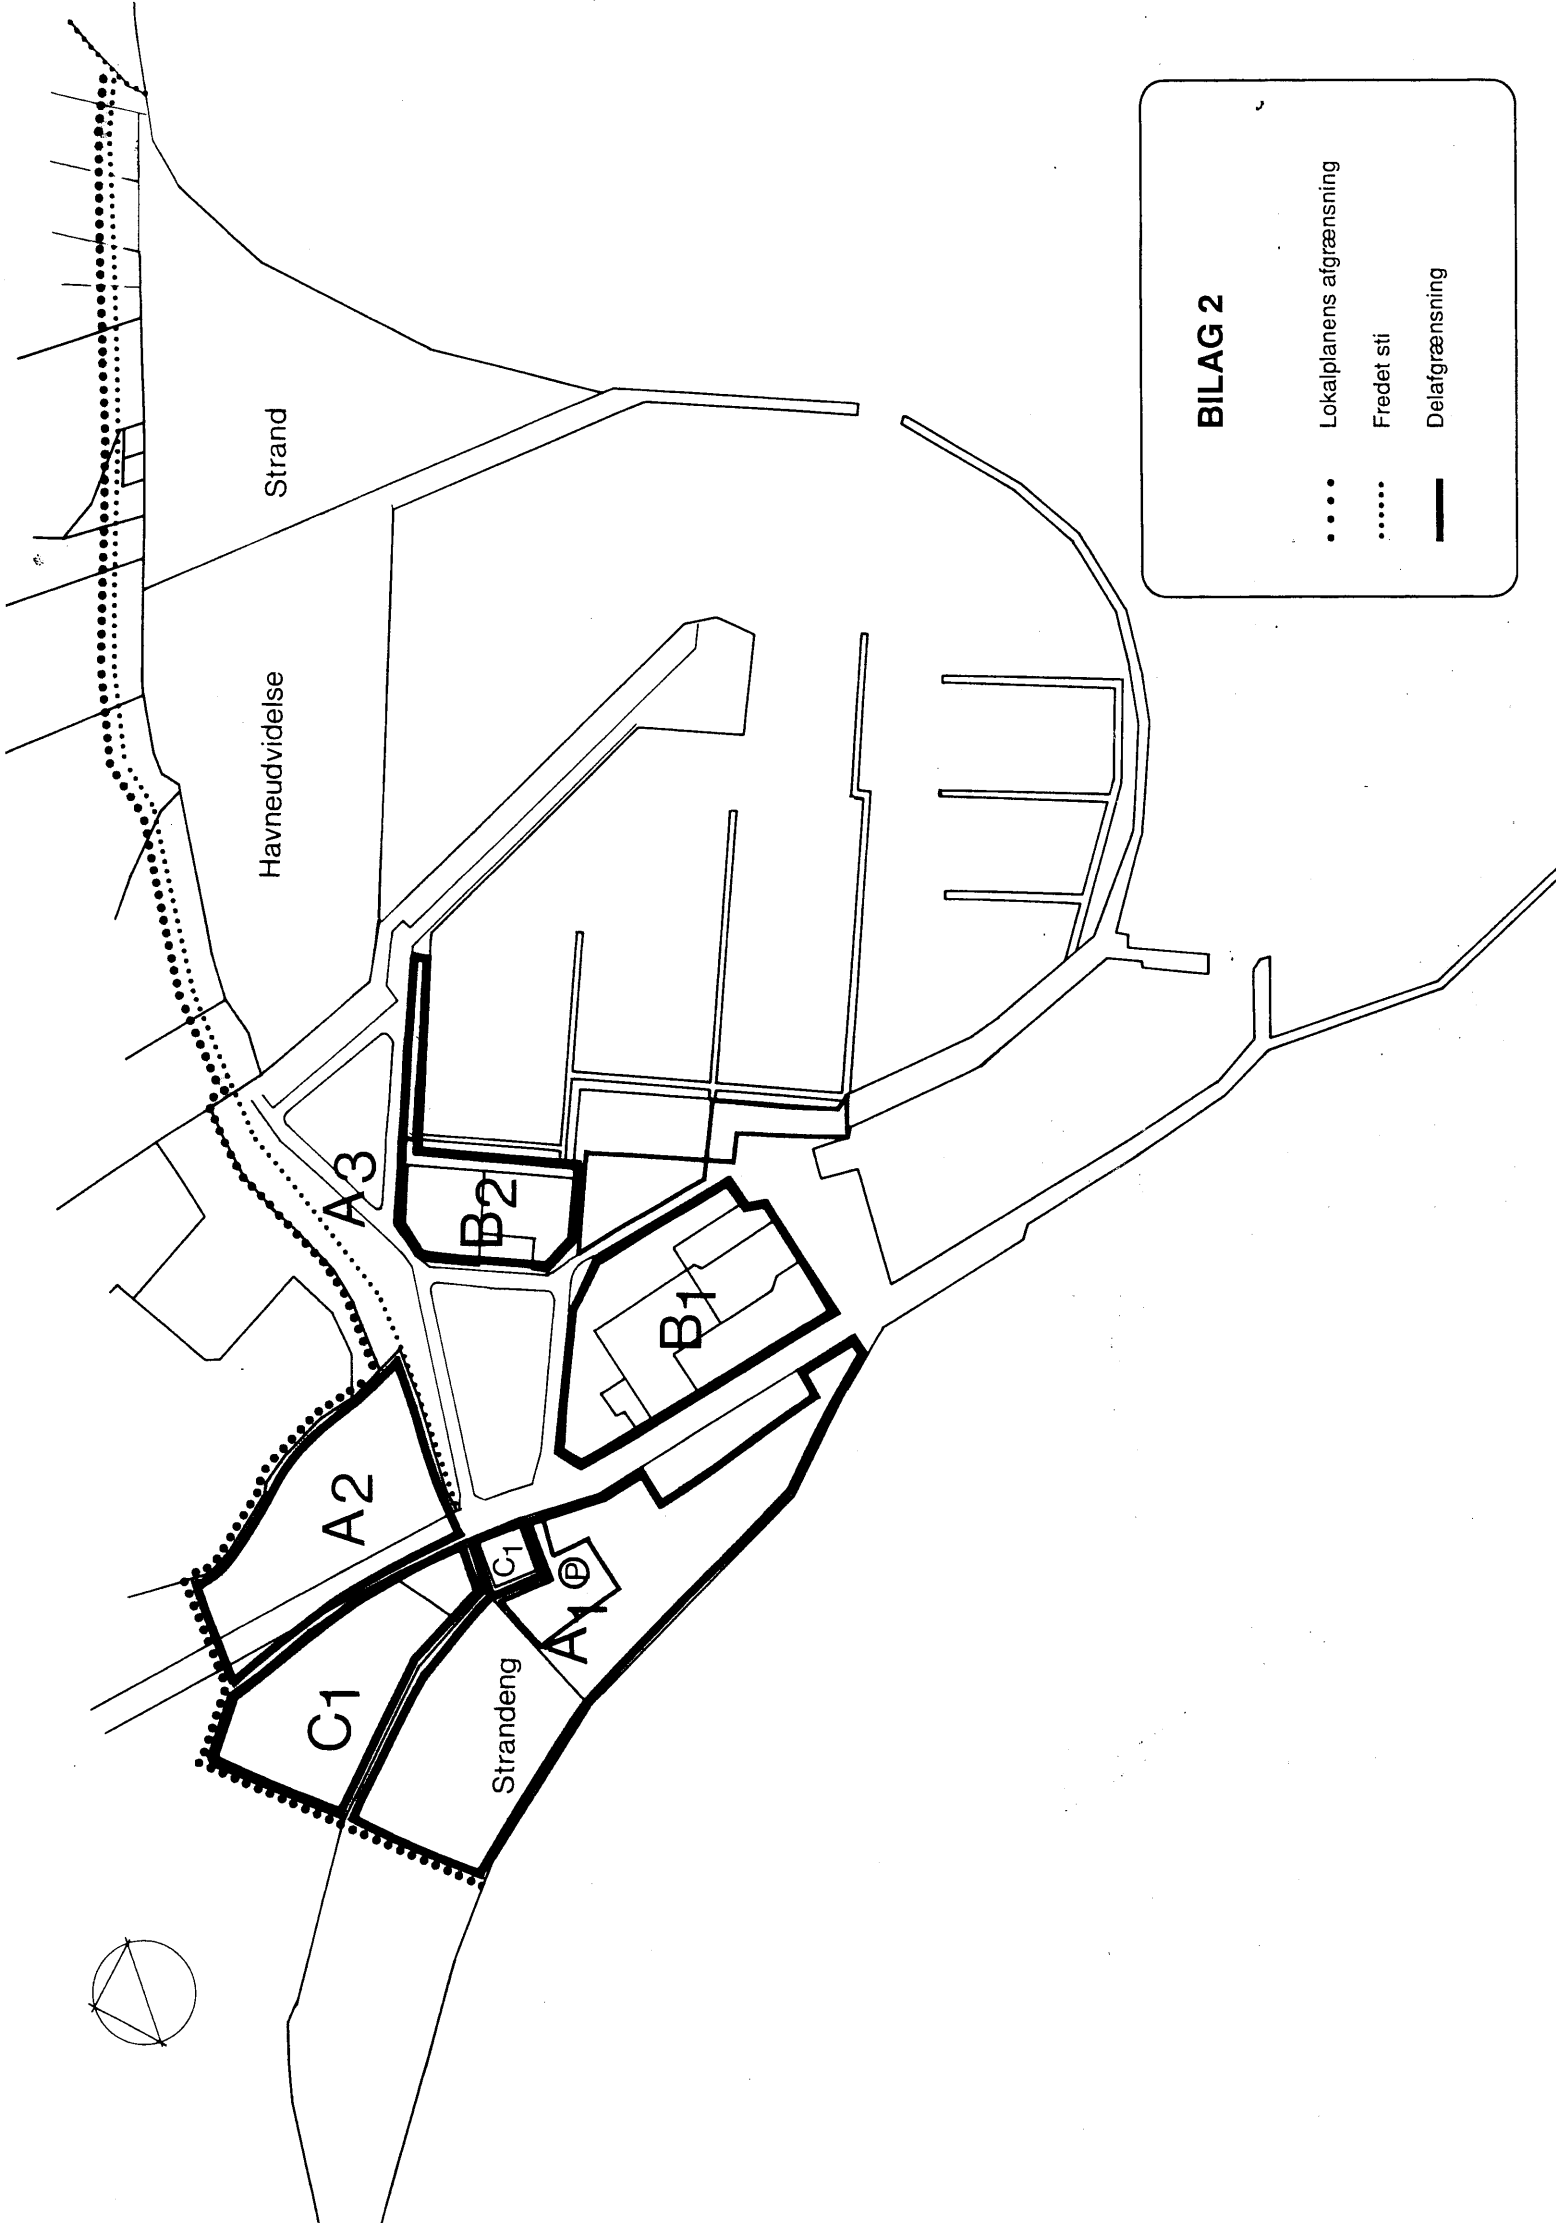 Strand
Havneudvidelse
A3
B2
B1
A2
C1
P
A1
C1
Strandeng
BILAG 2
Lokalplanens afgrænsning
Fredet sti
Delafgrænsning